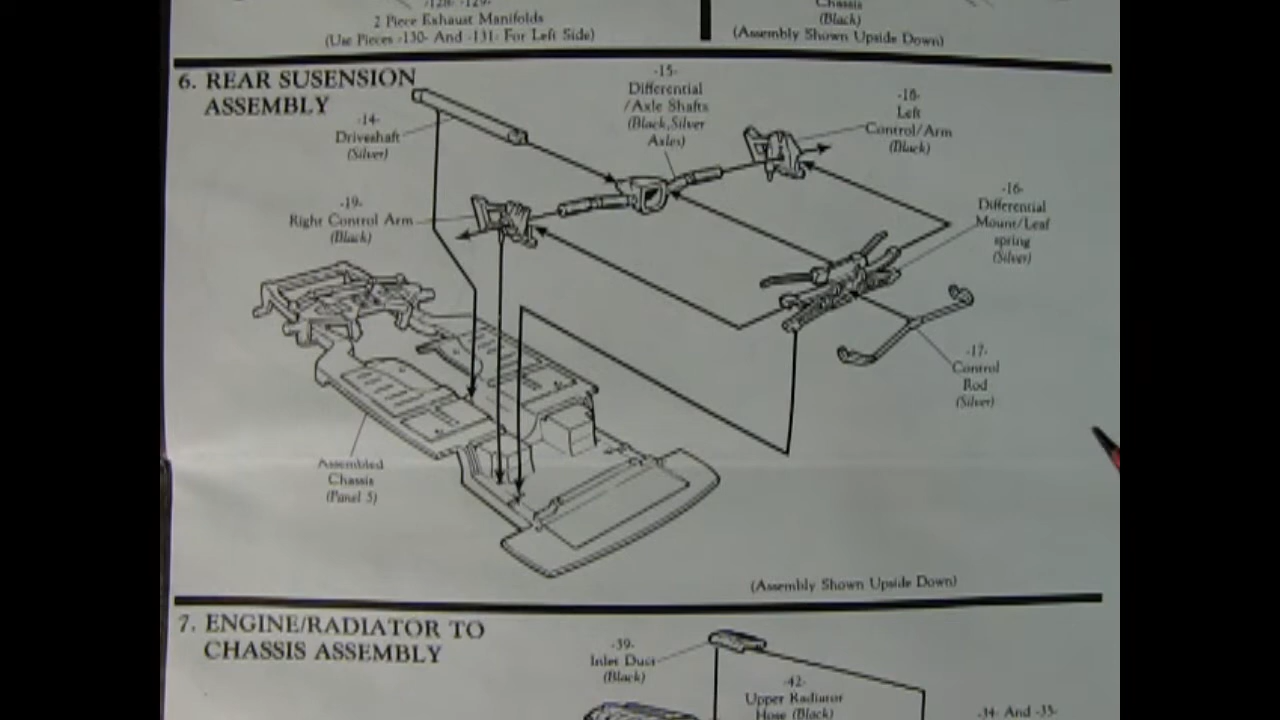 -128- -129-
2 Piece Exhaust Manifolds
(Use Pieces -130- And -131- For Left Side)
Chassis
(Black)
(Assembly Shown Upside Down)
6. REAR SUSENSION
ASSEMBLY
-14-
Driveshaft
(Silver)
-15-
Differential
/Axle Shafts
(Black,Silver
Axles)
-18-
Left
Control/Arm
(Black)
-19-
Right Control Arm
(Black)
-16-
Differential
Mount/Leaf
spring
(Silver)
-17-
Control
Rod
(Silver)
Assembled
Chassis
(Panel 5)
(Assembly Shown Upside Down)
7. ENGINE/RADIATOR TO
CHASSIS ASSEMBLY
-39-
Inlet Duct
(Black)
-42-
Upper Radiator
Hose (Black)
-34- And -35-